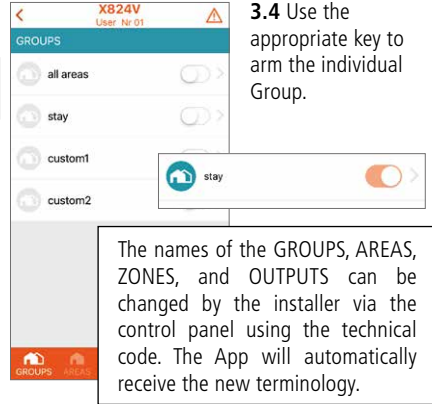 X824V
User Nr 01
GROUPS
all areas
stay
custom1
custom2
stay
GROUPS AREAS
3.4 Use the
appropriate key to
arm the individual
Group.
The names of the GROUPS, AREAS,
ZONES, and OUTPUTS can be
changed by the installer via the
control panel using the technical
code. The App will automatically
receive the new terminology.